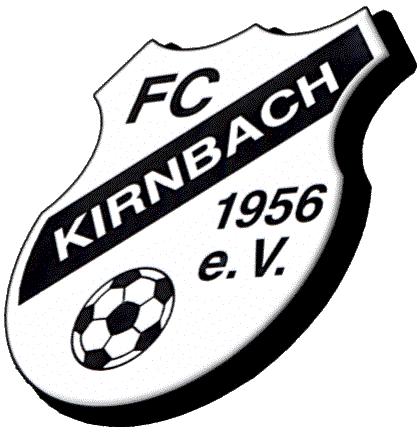 FC
KIRNBACH
1956
e. V.